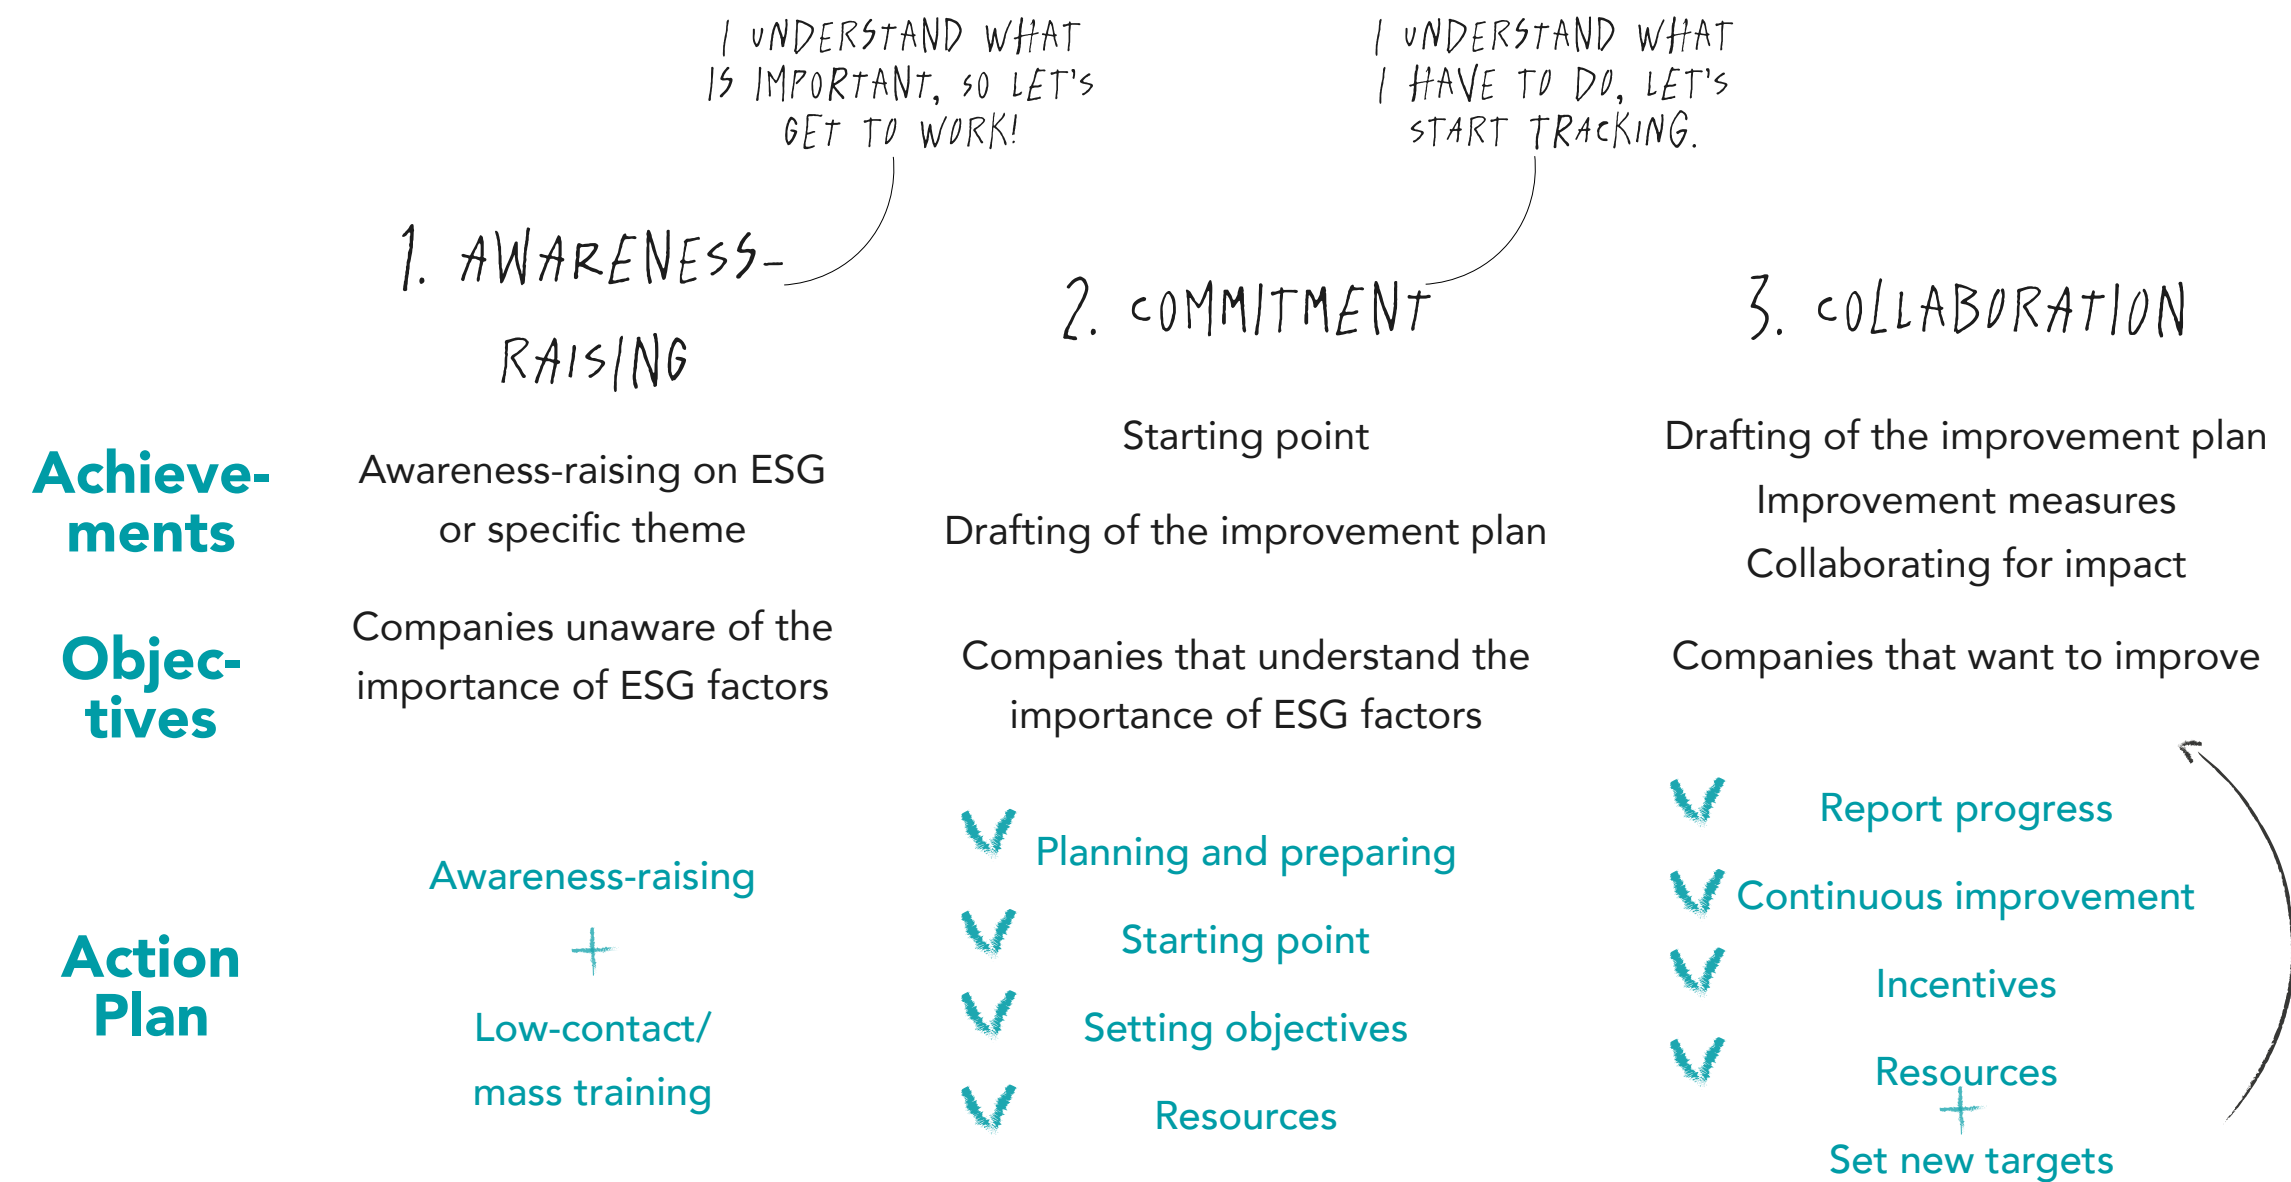 I UNDERSTAND WHAT
IS IMPORTANT, SO LET'S
GET TO WORK!
I UNDERSTAND WHAT
I HAVE TO DO, LET'S
START TRACKING.
1. AWARENESS-
RAISING
2. COMMITMENT
3. COLLABORATION
Achieve-
ments
Awareness-raising on ESG
or specific theme
Starting point
Drafting of the improvement plan
Drafting of the improvement plan
Improvement measures
Collaborating for impact
Objec-
tives
Companies unaware of the
importance of ESG factors
Companies that understand the
importance of ESG factors
Companies that want to improve
Action
Plan
Awareness-raising
+
Low-contact/
mass training
Planning and preparing
Starting point
Setting objectives
Resources
Report progress
Continuous improvement
Incentives
Resources
+
Set new targets